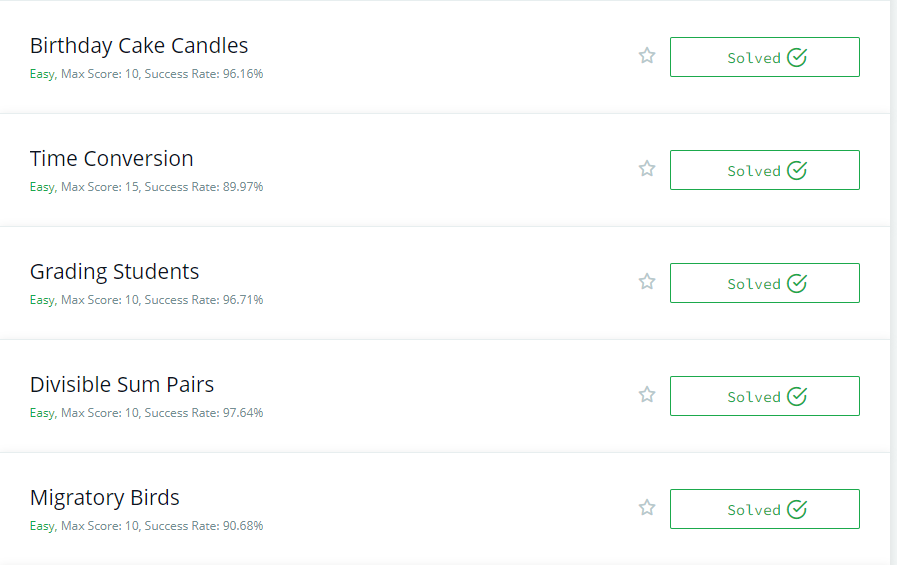 Birthday Cake Candles
Easy, Max Score: 10, Success Rate: 96.16%
Solved
Time Conversion
Easy, Max Score: 15, Success Rate: 89.97%
Solved
Grading Students
Easy, Max Score: 10, Success Rate: 96.71%
Solved
Divisible Sum Pairs
Easy, Max Score: 10, Success Rate: 97.64%
Solved
Migratory Birds
Easy, Max Score: 10, Success Rate: 90.68%
Solved